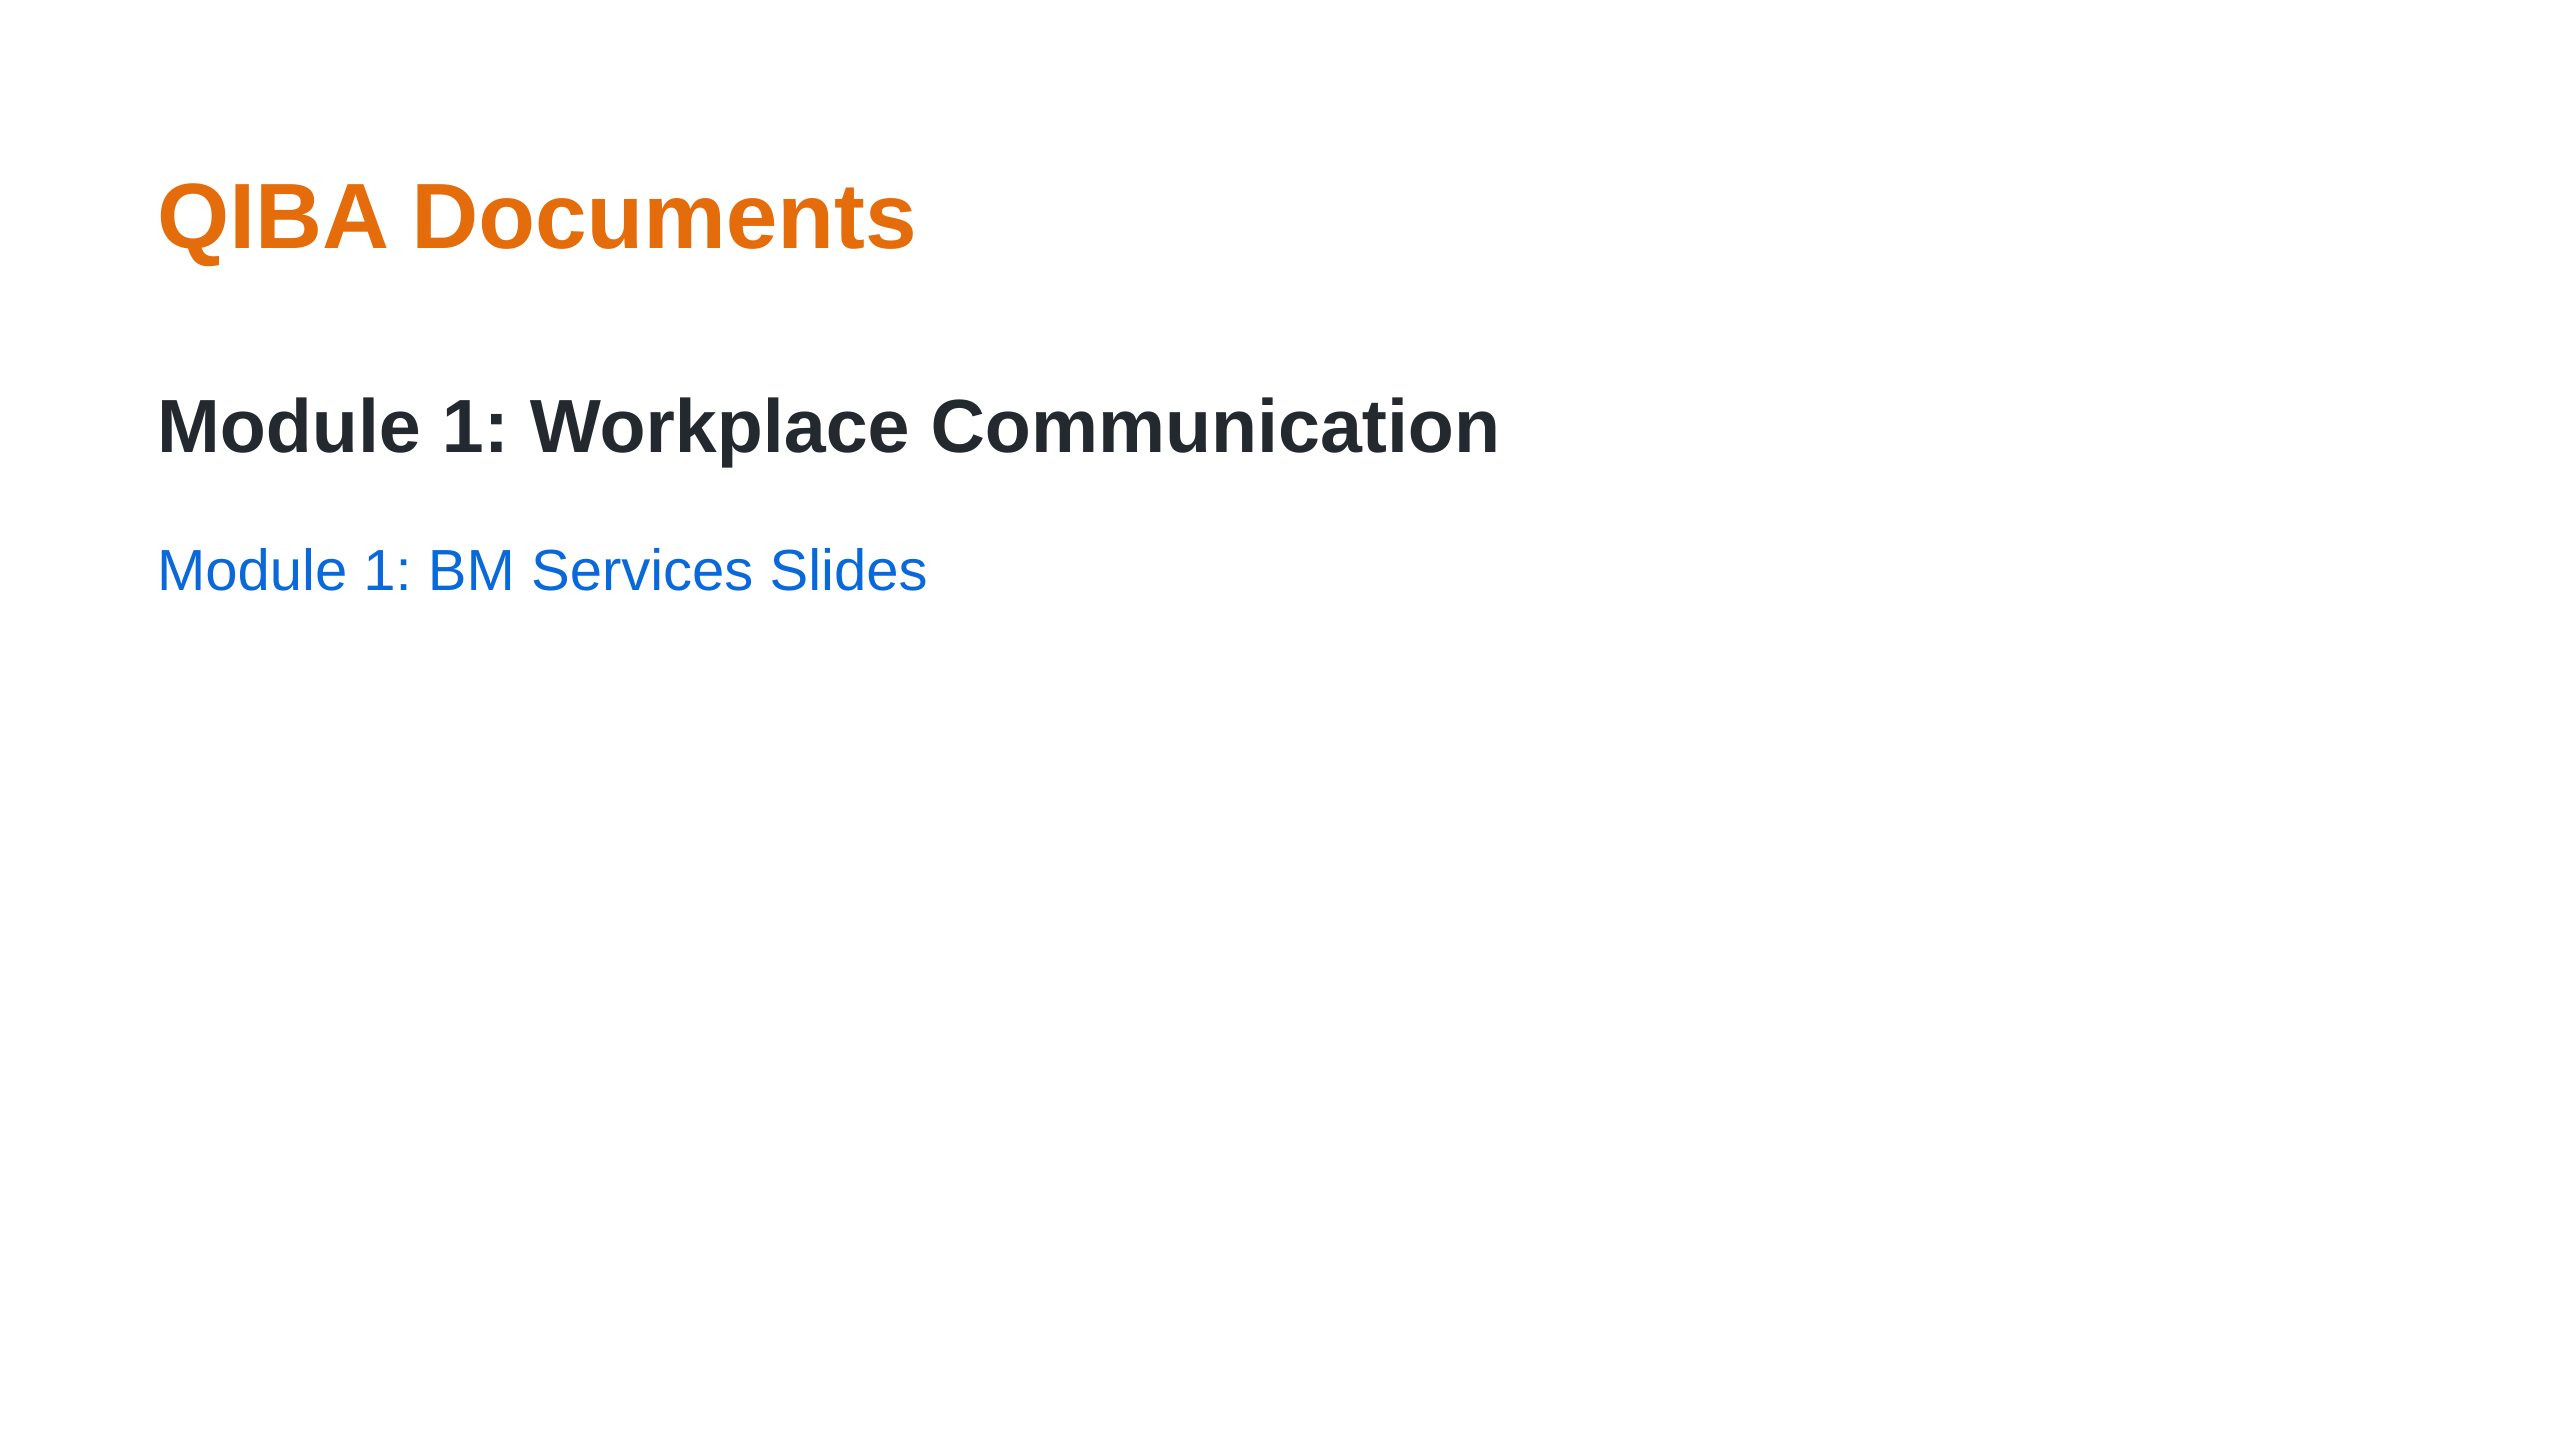 QIBA Documents
Module 1: Workplace Communication
Module 1: BM Services Slides